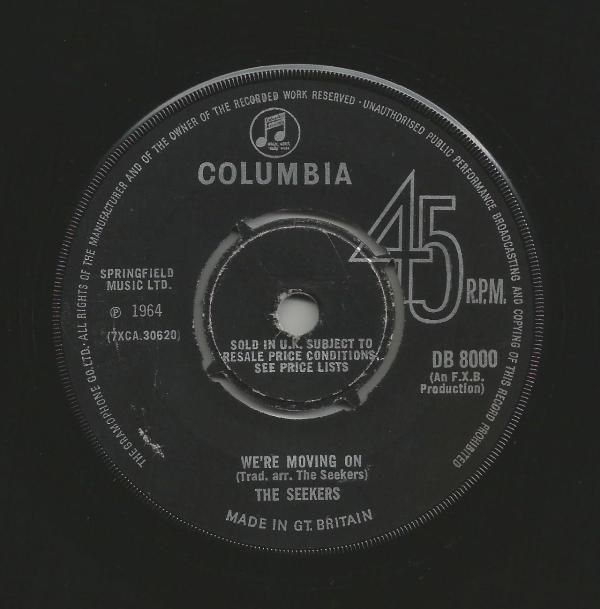 THE GRAMOPHONE CO. LTD. ALL RIGHTS OF THE MANUFACTURER AND OF THE OWNER OF THE RECORDED WORK RESERVED · UNAUTHORISED PUBLIC PERFORMANCE BROADCASTING AND COPYING OF THIS RECORD PROHIBITED
COLUMBIA
45
R.P.M.
SPRINGFIELD
MUSIC LTD.
℗ 1964
(7XCA.30620)
SOLD IN U.K. SUBJECT TO
RESALE PRICE CONDITIONS,
SEE PRICE LISTS
DB 8000
(An F.X.B.
Production)
WE'RE MOVING ON
(Trad. arr. The Seekers)
THE SEEKERS
MADE IN GT. BRITAIN